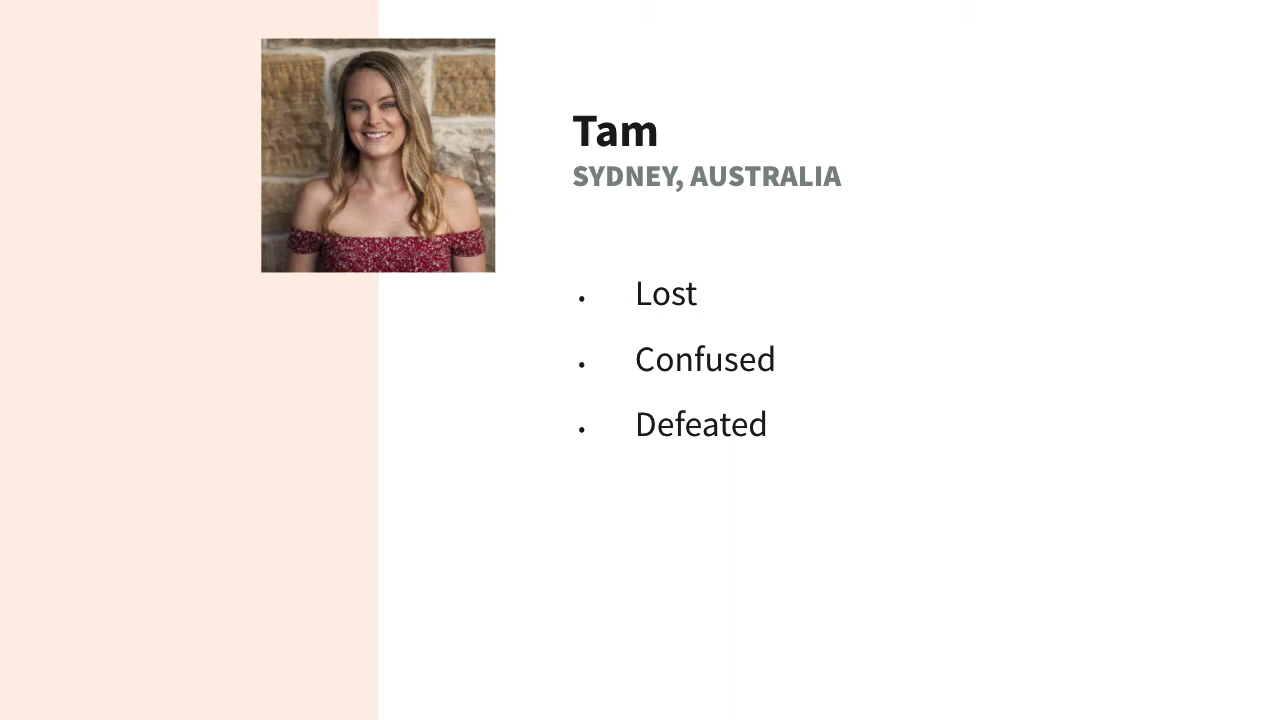 Tam
SYDNEY, AUSTRALIA
• Lost
• Confused
• Defeated